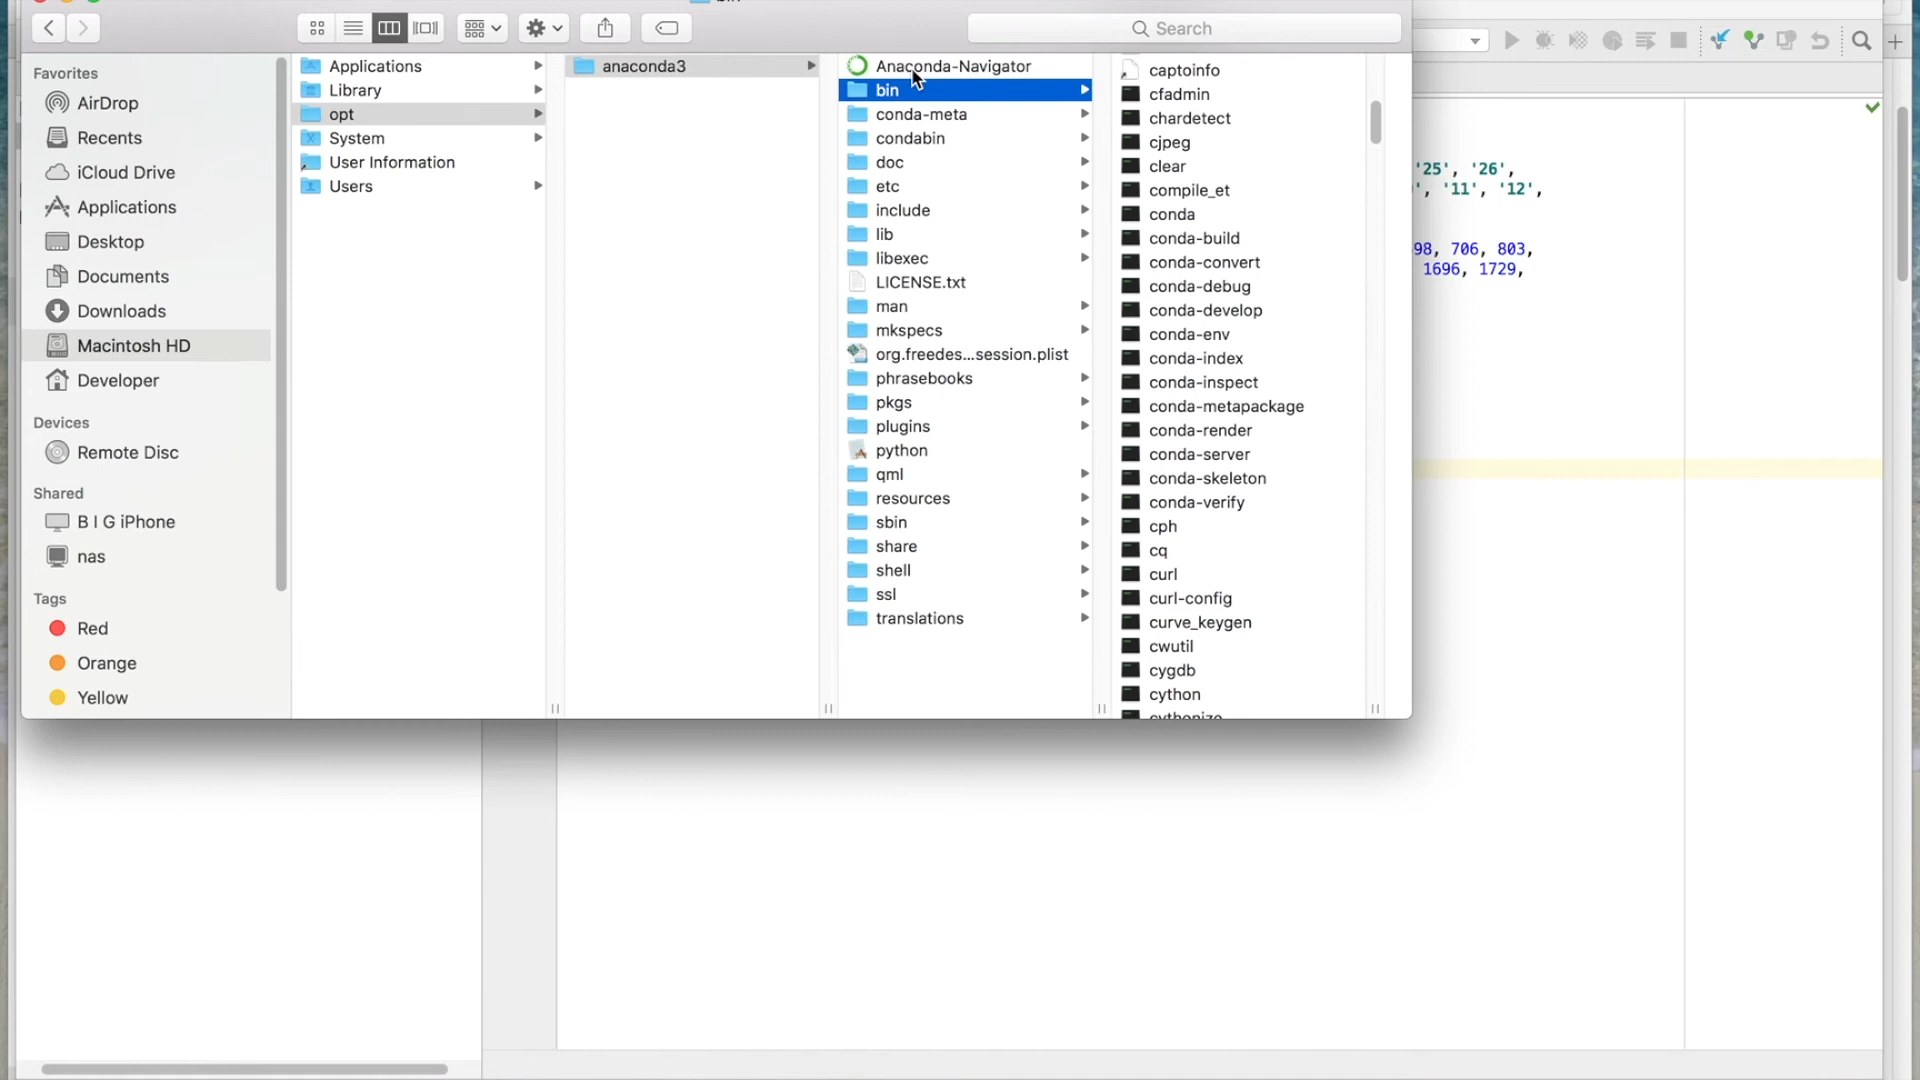 Search
Favorites
AirDrop
Recents
iCloud Drive
Applications
Desktop
Documents
Downloads
Macintosh HD
Developer
Devices
Remote Disc
Shared
B I G iPhone
nas
Tags
Red
Orange
Yellow
Applications
Library
opt
System
User Information
Users
anaconda3
Anaconda-Navigator
bin
conda-meta
condabin
doc
etc
include
lib
libexec
LICENSE.txt
man
mkspecs
org.freedes...session.plist
phrasebooks
pkgs
plugins
python
qml
resources
sbin
share
shell
ssl
translations
captoinfo
cfadmin
chardetect
cjpeg
clear
compile_et
conda
conda-build
conda-convert
conda-debug
conda-develop
conda-env
conda-index
conda-inspect
conda-metapackage
conda-render
conda-server
conda-skeleton
conda-verify
cph
cq
curl
curl-config
curve_keygen
cwutil
cygdb
cython
cythonize
'25', '26',
', '11', '12',
98, 706, 803,
1696, 1729,